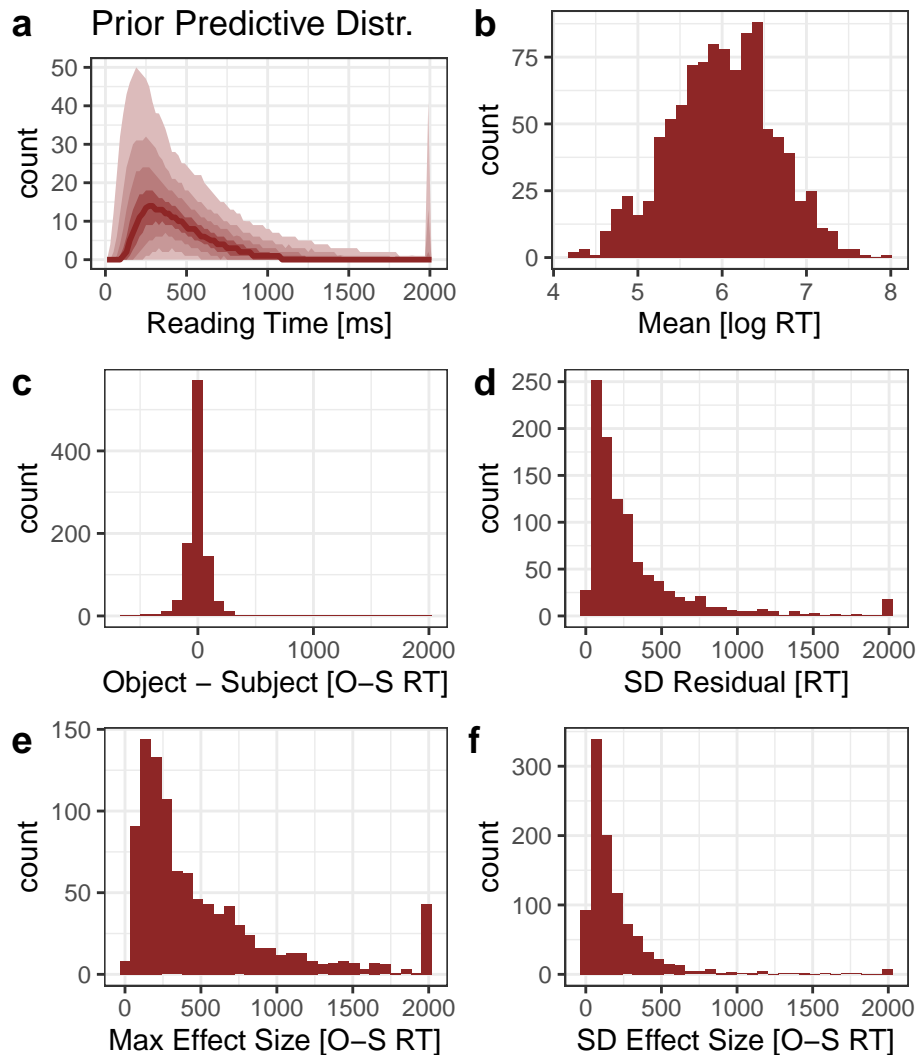 a Prior Predictive Distr.
50
40
30
20
10
0
count
0 500 1000 1500 2000
Reading Time [ms]
b
75
50
25
0
count
4 5 6 7 8
Mean [log RT]
c
400
200
0
count
0 1000 2000
Object − Subject [O−S RT]
d
250
200
150
100
50
0
count
0 500 1000 1500 2000
SD Residual [RT]
e
150
100
50
0
count
0 500 1000 1500 2000
Max Effect Size [O−S RT]
f
300
200
100
0
count
0 500 1000 1500 2000
SD Effect Size [O−S RT]